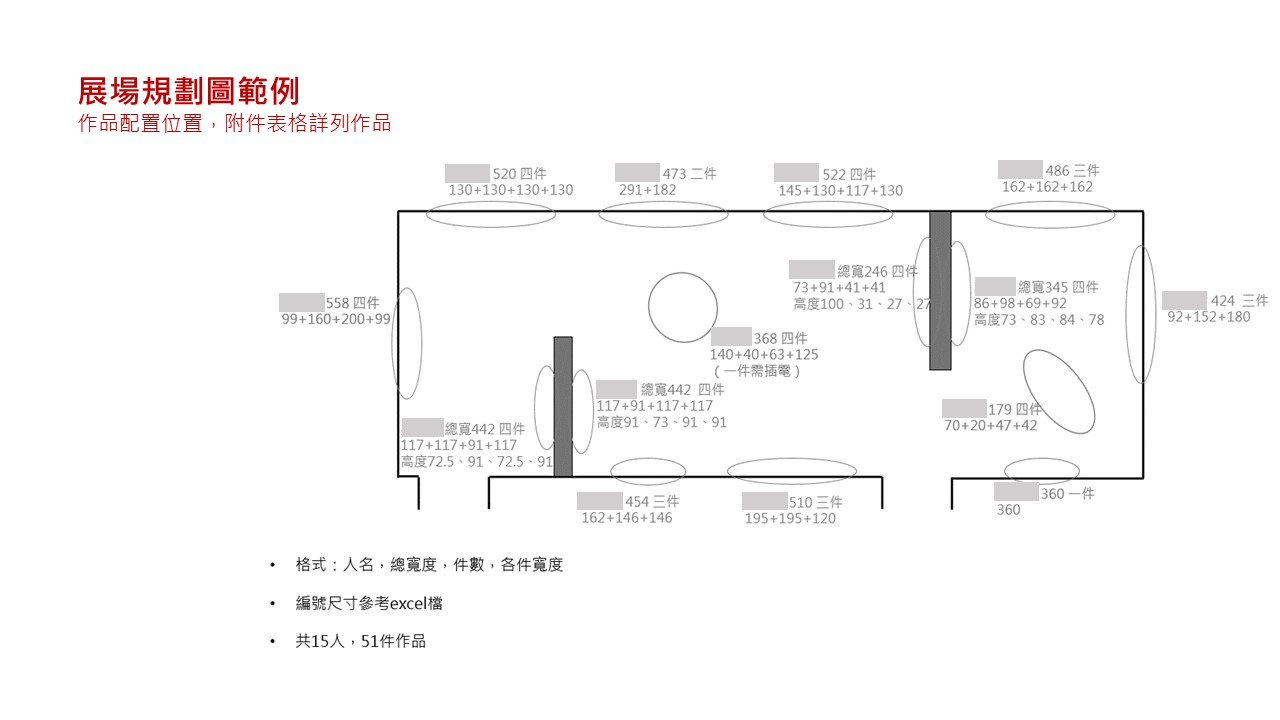 展場規劃圖範例
作品配置位置，附件表格詳列作品
520 四件
130+130+130+130
473 二件
291+182
522 四件
145+130+117+130
486 三件
162+162+162
558 四件
99+160+200+99
總寬246 四件
73+91+41+41
高度100、31、27、27
總寬345 四件
86+98+69+92
高度73、83、84、78
424 三件
92+152+180
368 四件
140+40+63+125
（一件需插電）
總寬442 四件
117+91+117+117
高度91、73、91、91
179 四件
70+20+47+42
總寬442 四件
117+117+91+117
高度72.5、91、72.5、91
454 三件
162+146+146
510 三件
195+195+120
360 一件
360
• 格式：人名，總寬度，件數，各件寬度
• 編號尺寸參考excel檔
• 共15人，51件作品